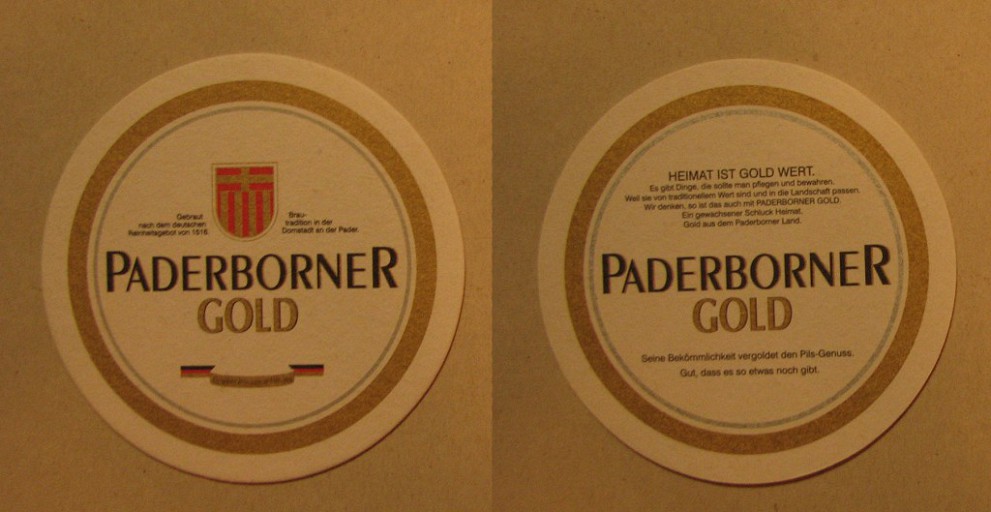 Gebraut
nach dem deutschen
Reinheitsgebot von 1516.
Brau-
tradition in der
Domstadt an der Pader.
PADERBORNER
GOLD
HEIMAT IST GOLD WERT.
Es gibt Dinge, die sollte man pflegen und bewahren.
Weil sie von traditionellem Wert sind und in die Landschaft passen.
Wir denken, so ist das auch mit PADERBORNER GOLD.
Ein gewachsener Schluck Heimat.
Gold aus dem Paderborner Land.
PADERBORNER
GOLD
Seine Bekömmlichkeit vergoldet den Pils-Genuss.
Gut, dass es so etwas noch gibt.